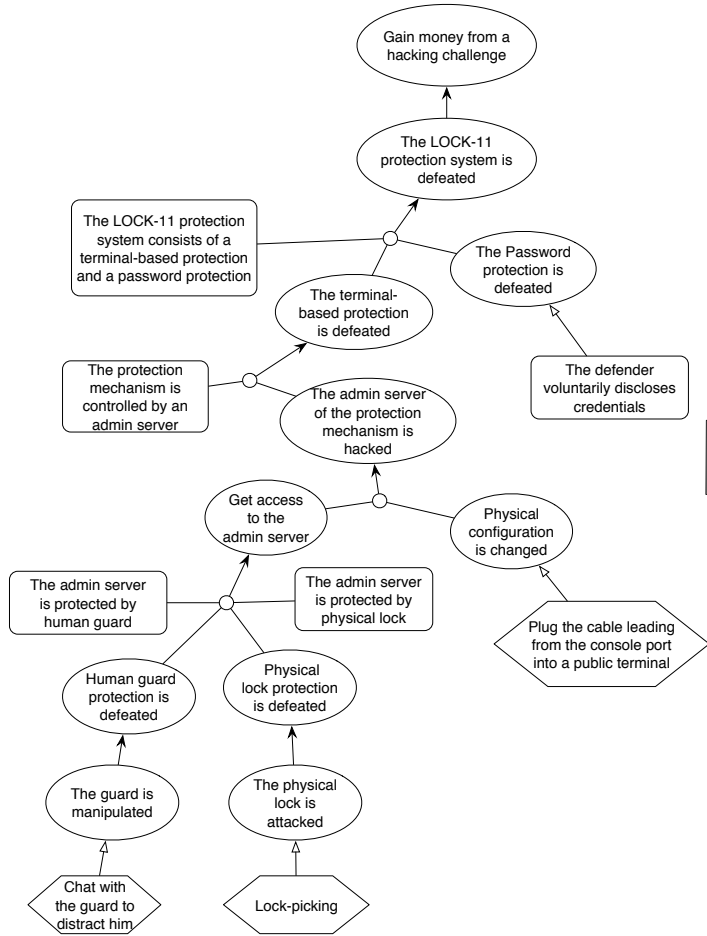 Gain money from a
hacking challenge
The LOCK-11
protection system is
defeated
The LOCK-11 protection
system consists of a
terminal-based protection
and a password protection
The Password
protection is
defeated
The terminal-
based protection
is defeated
The protection
mechanism is
controlled by an
admin server
The defender
voluntarily discloses
credentials
The admin server
of the protection
mechanism is
hacked
Get access
to the
admin server
Physical
configuration
is changed
The admin server
is protected by
human guard
The admin server
is protected by
physical lock
Plug the cable leading
from the console port
into a public terminal
Human guard
protection is
defeated
Physical
lock protection
is defeated
The guard is
manipulated
The physical
lock is
attacked
Chat with
the guard to
distract him
Lock-picking